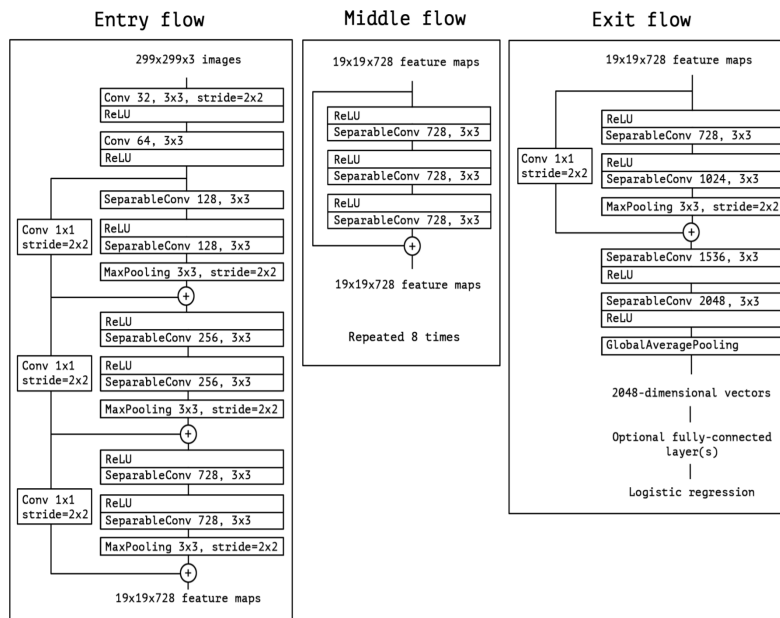 Entry flow
299x299x3 images
Conv 32, 3x3, stride=2x2
ReLU
Conv 64, 3x3
ReLU
SeparableConv 128, 3x3
Conv 1x1
stride=2x2
ReLU
SeparableConv 128, 3x3
MaxPooling 3x3, stride=2x2
+
ReLU
SeparableConv 256, 3x3
Conv 1x1
stride=2x2
ReLU
SeparableConv 256, 3x3
MaxPooling 3x3, stride=2x2
+
ReLU
SeparableConv 728, 3x3
Conv 1x1
stride=2x2
ReLU
SeparableConv 728, 3x3
MaxPooling 3x3, stride=2x2
+
19x19x728 feature maps
Middle flow
19x19x728 feature maps
ReLU
SeparableConv 728, 3x3
ReLU
SeparableConv 728, 3x3
ReLU
SeparableConv 728, 3x3
+
19x19x728 feature maps
Repeated 8 times
Exit flow
19x19x728 feature maps
ReLU
SeparableConv 728, 3x3
Conv 1x1
stride=2x2
ReLU
SeparableConv 1024, 3x3
MaxPooling 3x3, stride=2x2
+
SeparableConv 1536, 3x3
ReLU
SeparableConv 2048, 3x3
ReLU
GlobalAveragePooling
2048-dimensional vectors
Optional fully-connected
layer(s)
Logistic regression